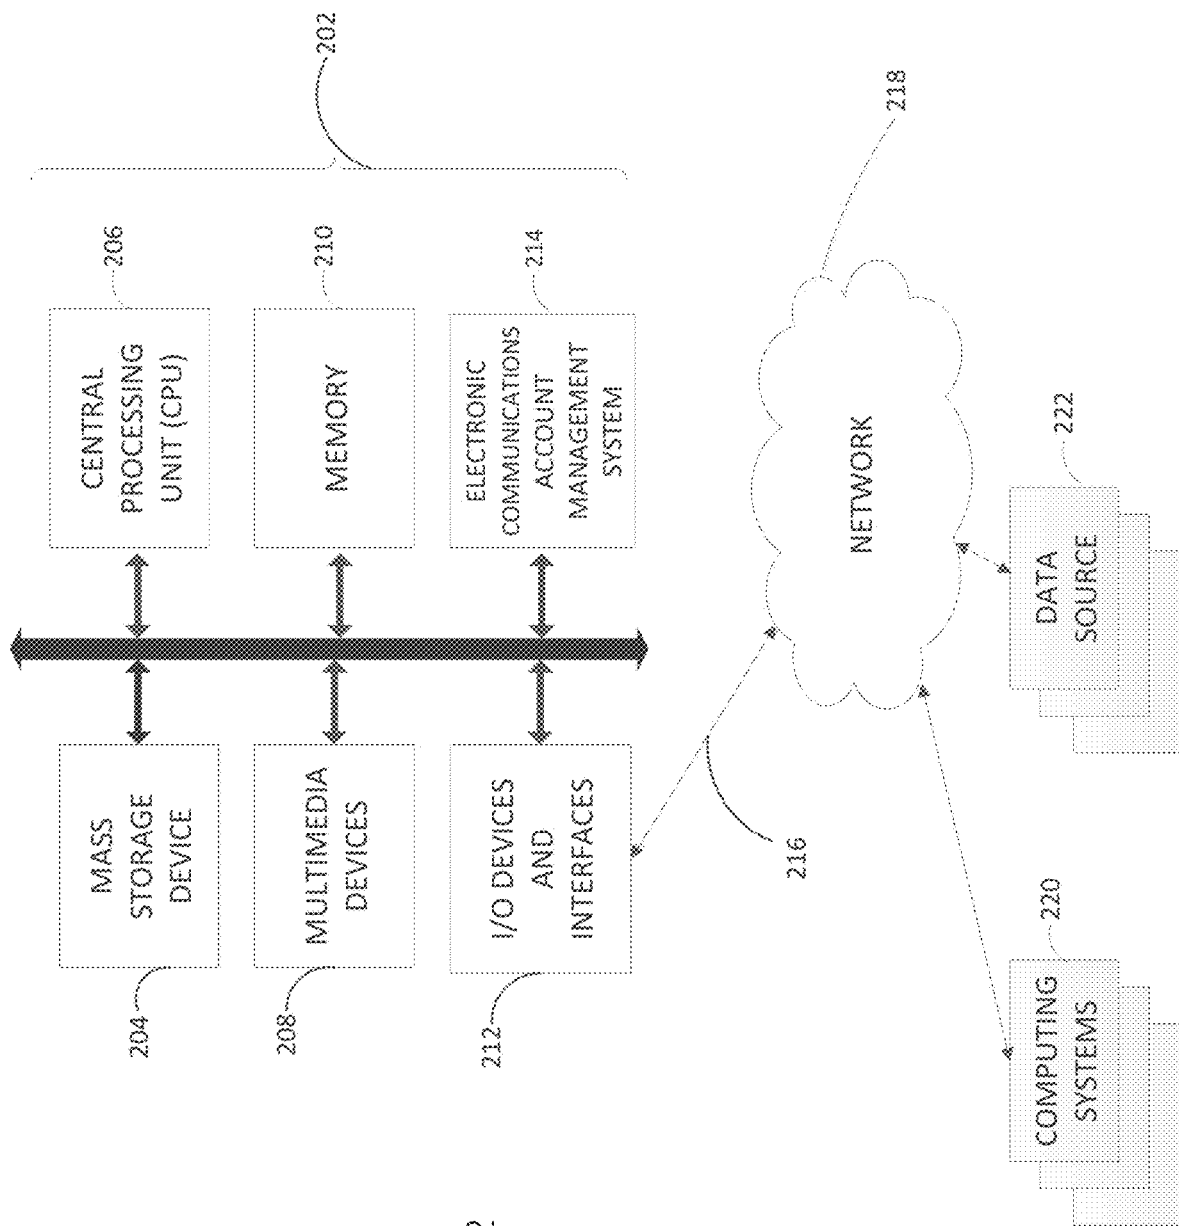 202
206
CENTRAL
PROCESSING
UNIT (CPU)
210
MEMORY
214
ELECTRONIC
COMMUNICATIONS
ACCOUNT
MANAGEMENT
SYSTEM
MASS
STORAGE
DEVICE
204
MULTIMEDIA
DEVICES
208
I/O DEVICES
AND
INTERFACES
212
216
218
NETWORK
222
DATA
SOURCE
220
COMPUTING
SYSTEMS